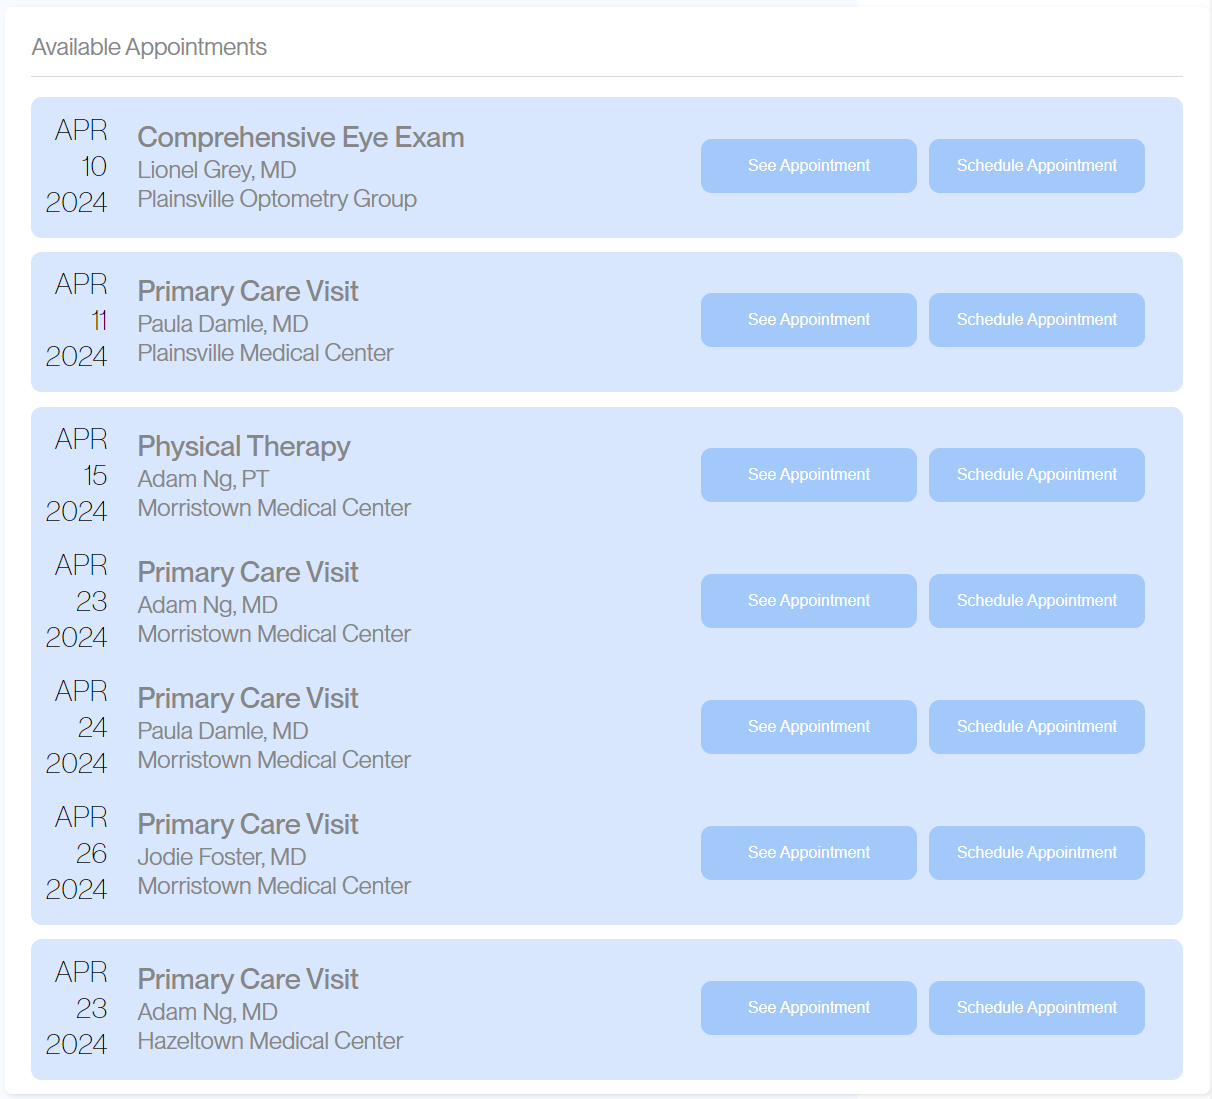 Available Appointments
APR
10
2024
Comprehensive Eye Exam
Lionel Grey, MD
Plainsville Optometry Group
See Appointment
Schedule Appointment
APR
11
2024
Primary Care Visit
Paula Damle, MD
Plainsville Medical Center
See Appointment
Schedule Appointment
APR
15
2024
Physical Therapy
Adam Ng, PT
Morristown Medical Center
See Appointment
Schedule Appointment
APR
23
2024
Primary Care Visit
Adam Ng, MD
Morristown Medical Center
See Appointment
Schedule Appointment
APR
24
2024
Primary Care Visit
Paula Damle, MD
Morristown Medical Center
See Appointment
Schedule Appointment
APR
26
2024
Primary Care Visit
Jodie Foster, MD
Morristown Medical Center
See Appointment
Schedule Appointment
APR
23
2024
Primary Care Visit
Adam Ng, MD
Hazeltown Medical Center
See Appointment
Schedule Appointment